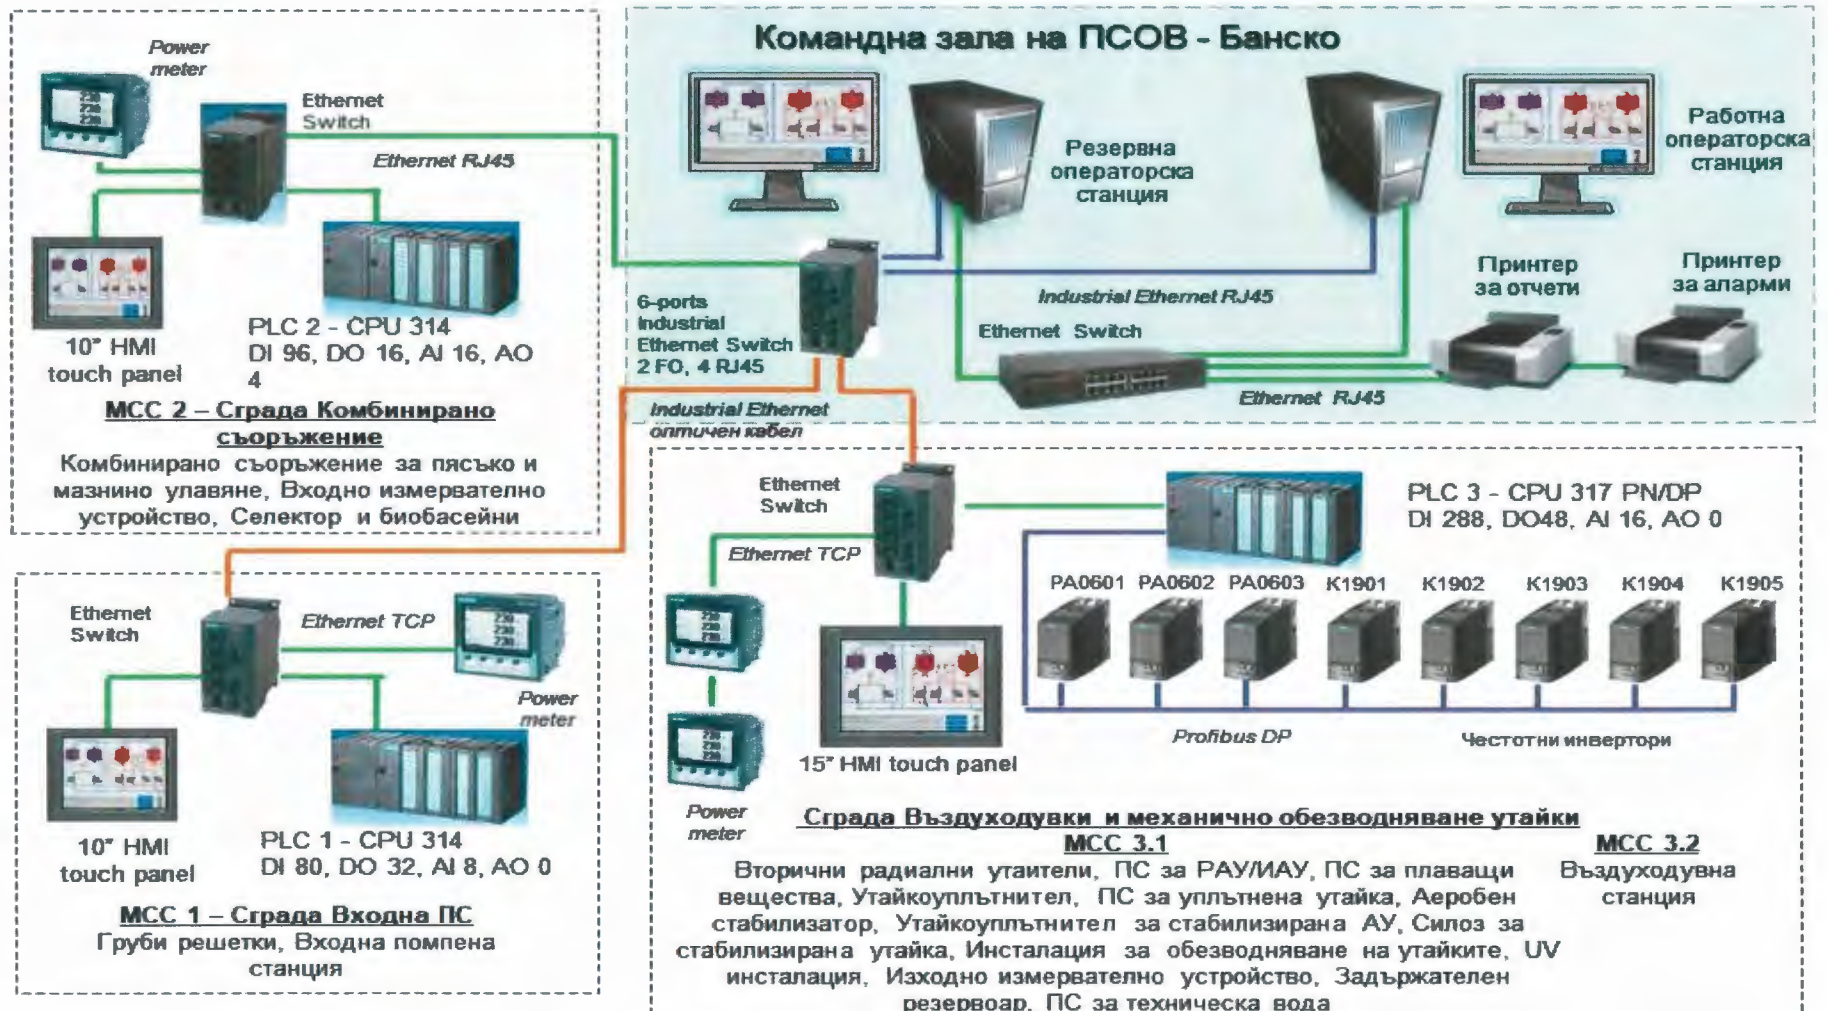 Командна зала на ПСОВ - Банско
Power
meter
Ethernet
Switch
Ethernet RJ45
10" HMI
touch panel
PLC 2 - CPU 314
DI 96, DO 16, AI 16, AO
4
МСС 2 – Сграда Комбинирано
съоръжение
Комбинирано съоръжение за пясъко и
мазнино улавяне, Входно измервателно
устройство, Селектор и биобасейни
Резервна
операторска
станция
Работна
операторска
станция
6-ports
Industrial
Ethernet Switch
2 FO, 4 RJ45
Industrial Ethernet RJ45
Ethernet Switch
Принтер
за отчети
Принтер
за аларми
Ethernet RJ45
Industrial Ethernet
оптичен кабел
Ethernet
Switch
Ethernet TCP
Power
meter
10" HMI
touch panel
PLC 1 - CPU 314
DI 80, DO 32, AI 8, AO 0
МСС 1 – Сграда Входна ПС
Груби решетки, Входна помпена
станция
Ethernet
Switch
Ethernet TCP
PLC 3 - CPU 317 PN/DP
DI 288, DO48, AI 16, AO 0
PA0601 PA0602 PA0603 K1901 K1902 K1903 K1904 K1905
Profibus DP
Честотни инвертори
15" HMI touch panel
Power
meter
Сграда Въздуходувки и механично обезводняване утайки
МСС 3.1
Вторични радиални утаители, ПС за РАУ/ИАУ, ПС за плаващи
вещества, Утайкоуплътнител, ПС за уплътнена утайка, Аеробен
стабилизатор, Утайкоуплътнител за стабилизирана АУ, Силоз за
стабилизирана утайка, Инсталация за обезводняване на утайките, UV
инсталация, Изходно измервателно устройство, Задържателен
резервоар, ПС за техническа вода
МСС 3.2
Въздуходувна
станция